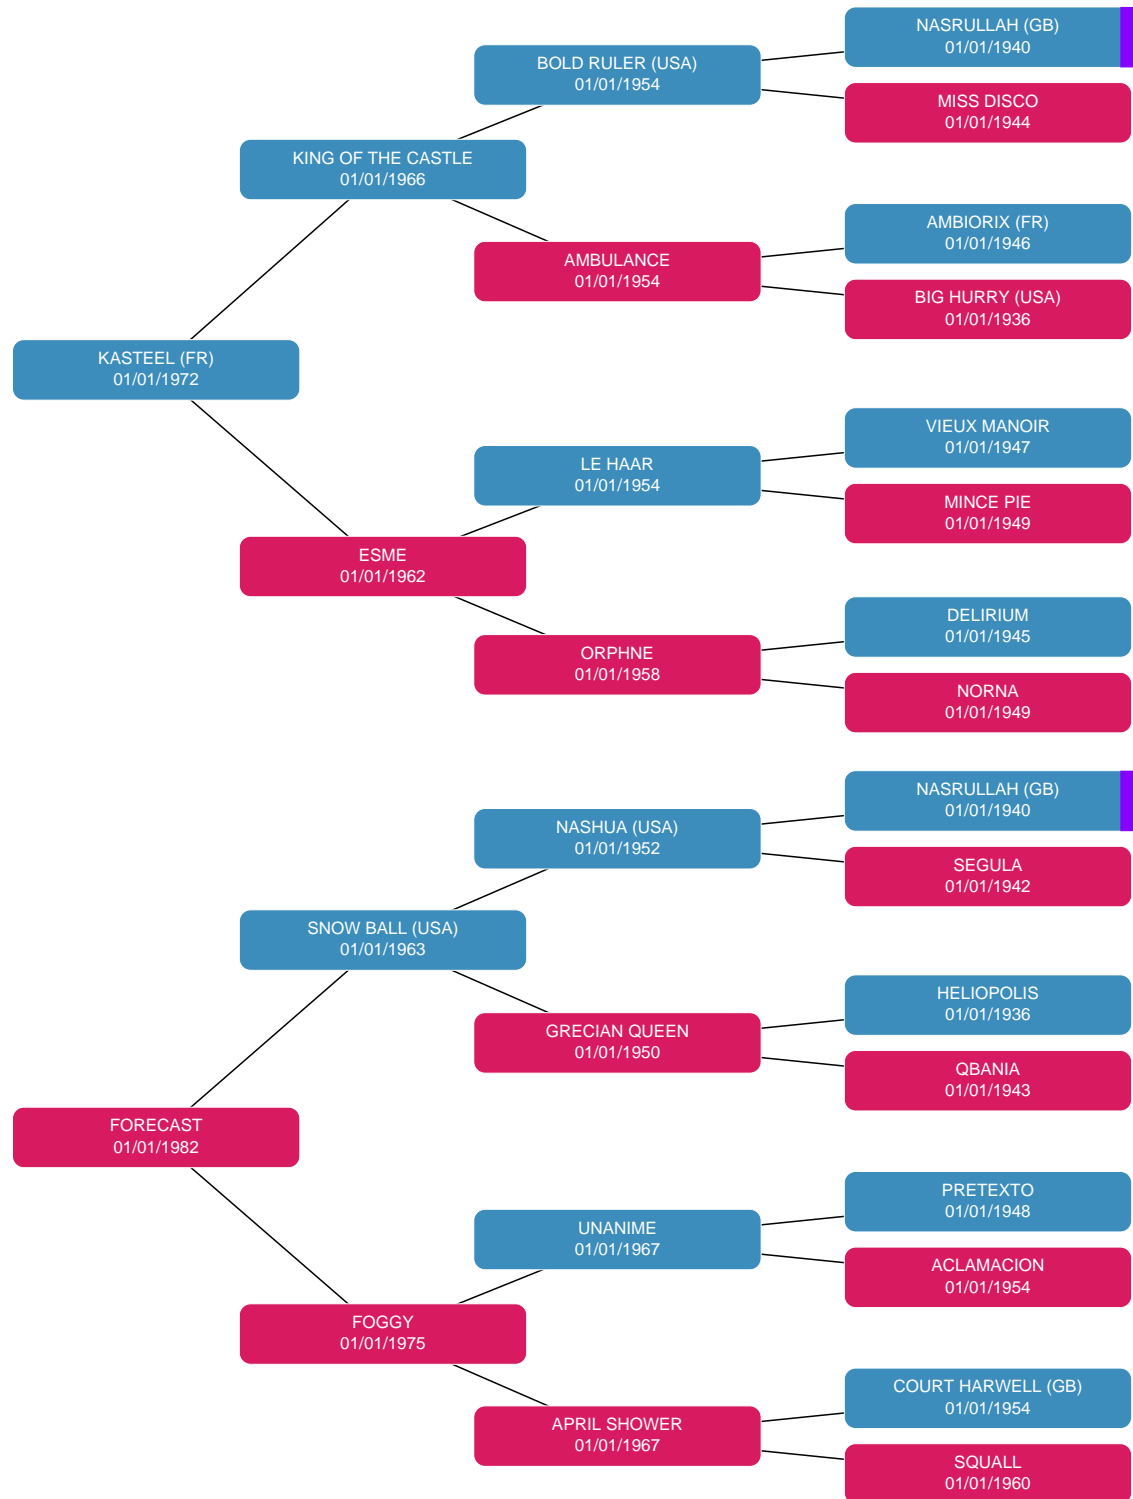 NASRULLAH (GB)
01/01/1940
BOLD RULER (USA)
01/01/1954
MISS DISCO
01/01/1944
KING OF THE CASTLE
01/01/1966
AMBIORIX (FR)
01/01/1946
AMBULANCE
01/01/1954
BIG HURRY (USA)
01/01/1936
KASTEEL (FR)
01/01/1972
VIEUX MANOIR
01/01/1947
LE HAAR
01/01/1954
MINCE PIE
01/01/1949
ESME
01/01/1962
DELIRIUM
01/01/1945
ORPHNE
01/01/1958
NORNA
01/01/1949
NASRULLAH (GB)
01/01/1940
NASHUA (USA)
01/01/1952
SEGULA
01/01/1942
SNOW BALL (USA)
01/01/1963
HELIOPOLIS
01/01/1936
GRECIAN QUEEN
01/01/1950
QBANIA
01/01/1943
FORECAST
01/01/1982
PRETEXTO
01/01/1948
UNANIME
01/01/1967
ACLAMACION
01/01/1954
FOGGY
01/01/1975
COURT HARWELL (GB)
01/01/1954
APRIL SHOWER
01/01/1967
SQUALL
01/01/1960